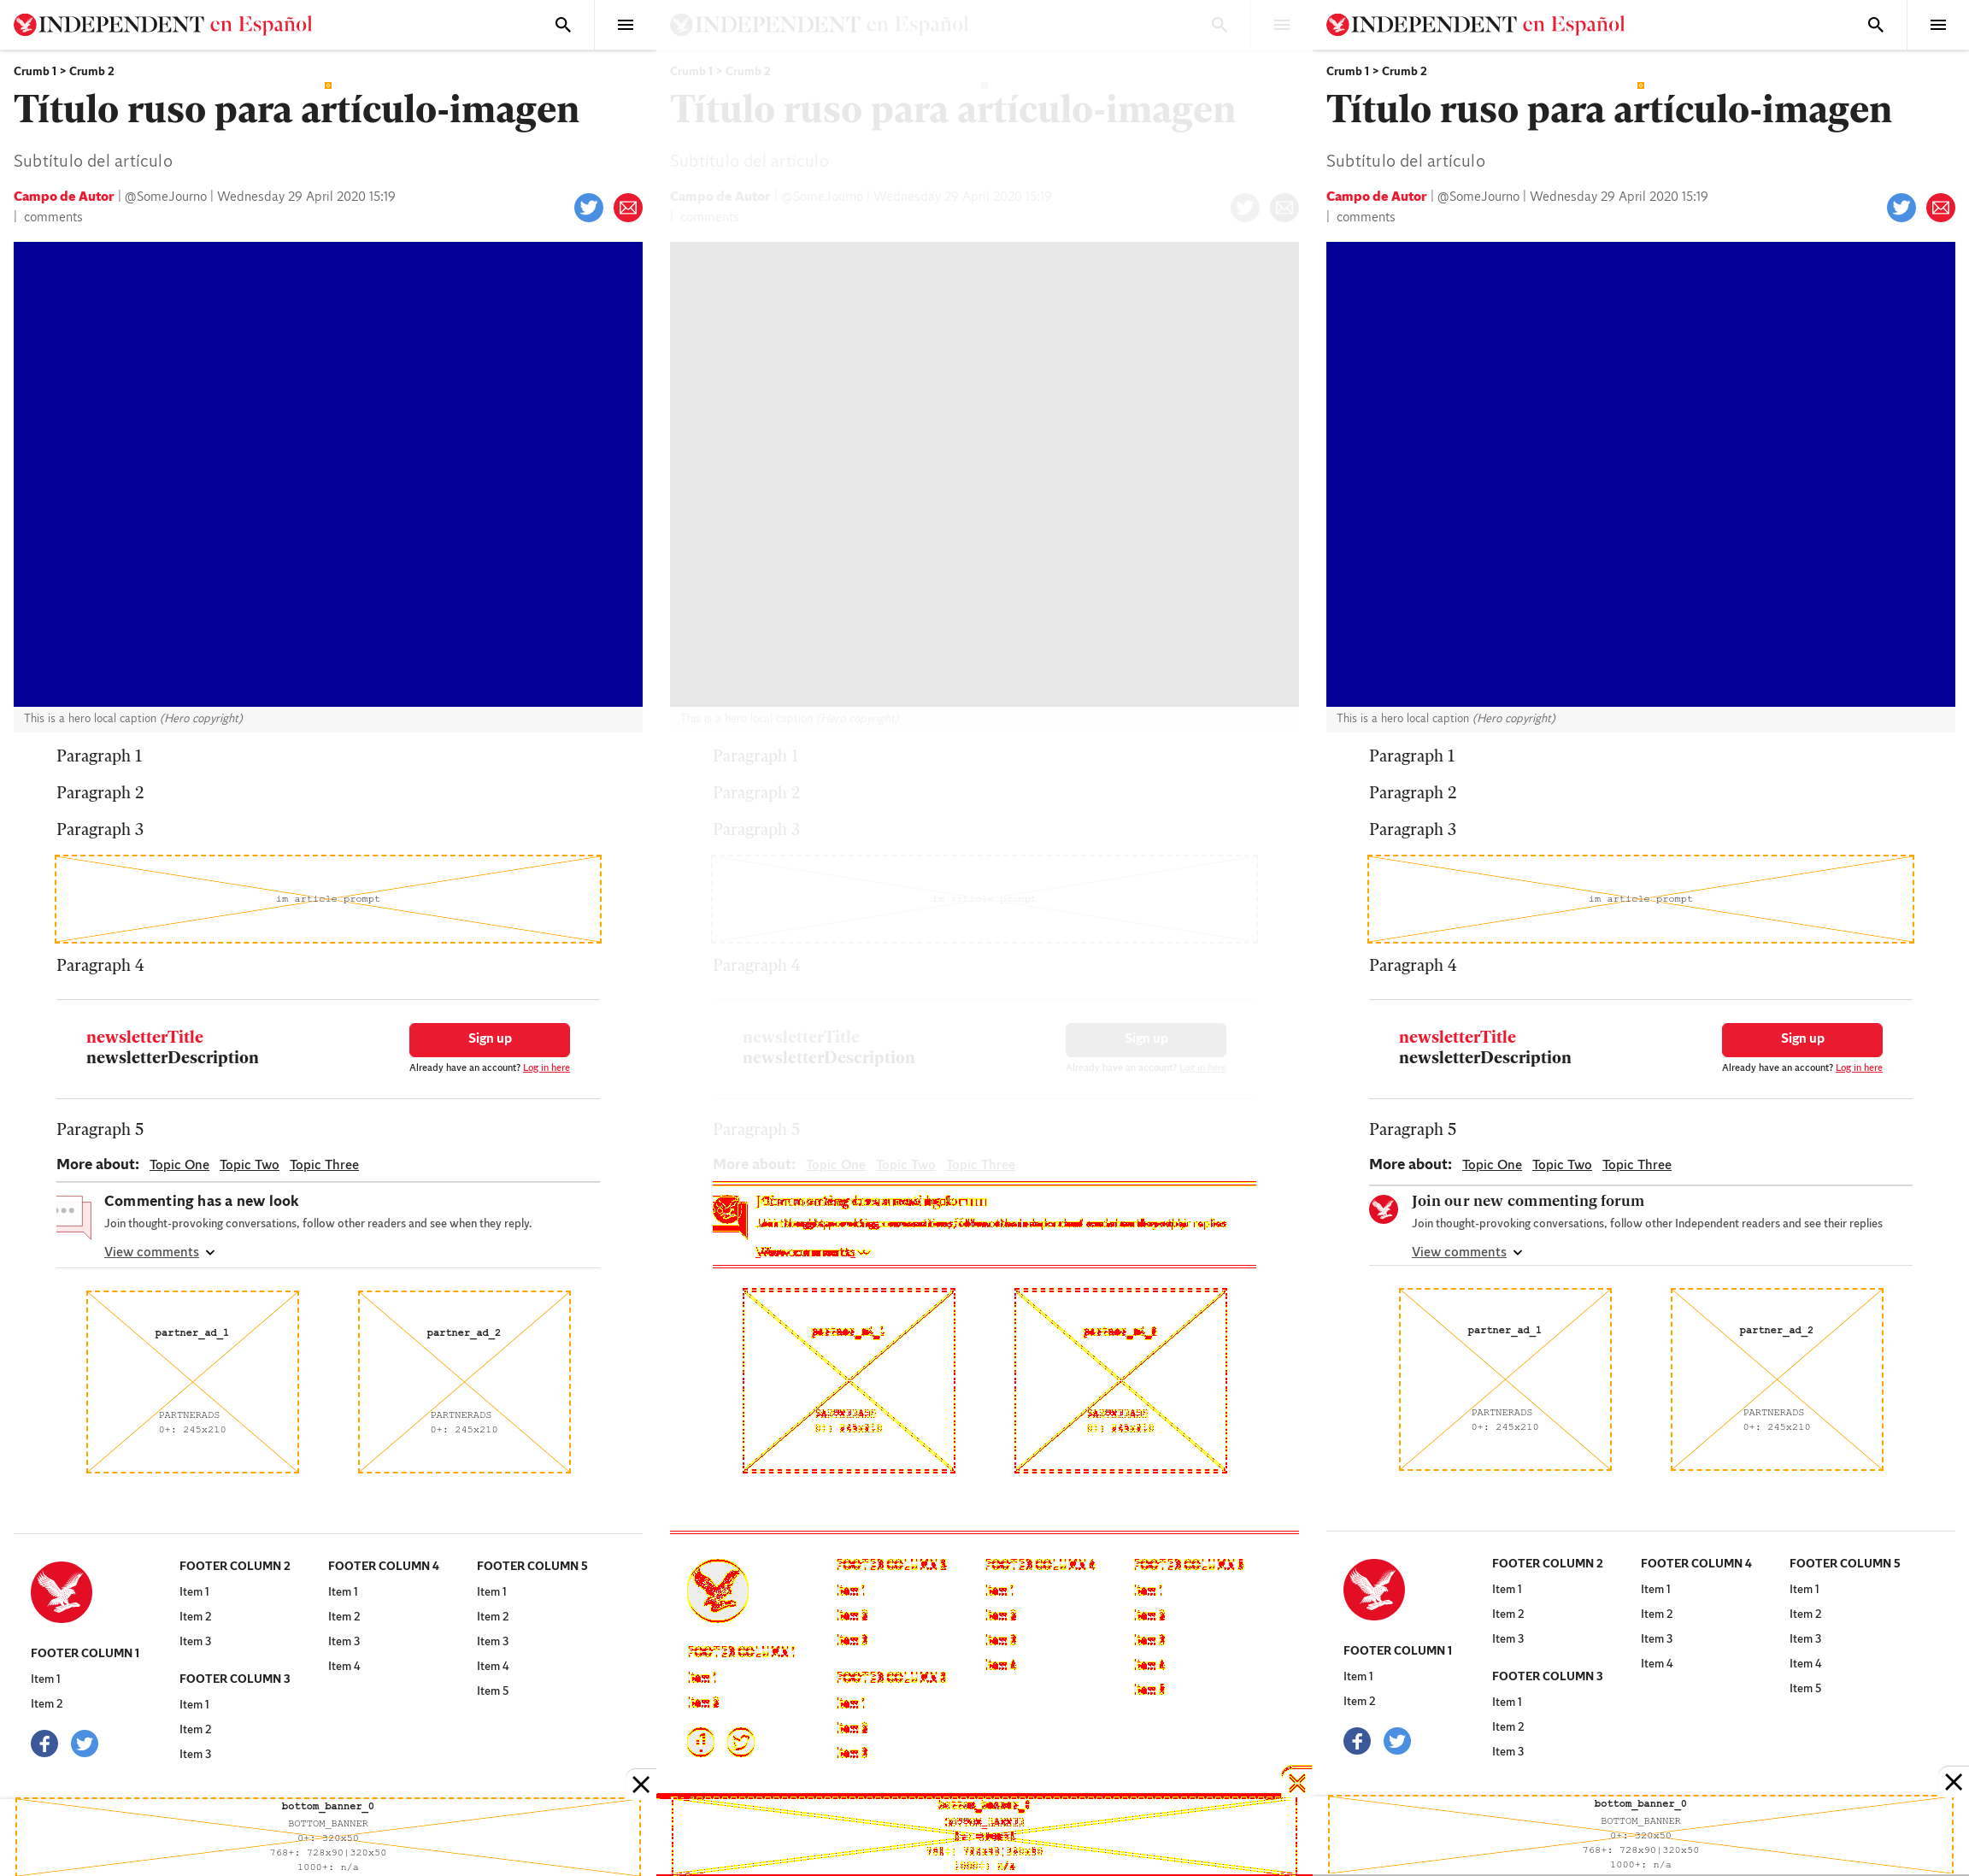 INDEPENDENT en Español
Crumb 1 > Crumb 2
Título ruso para artículo-imagen
Subtítulo del artículo
Campo de Autor | @SomeJourno | Wednesday 29 April 2020 15:19
| comments
This is a hero local caption (Hero copyright)
Paragraph 1
Paragraph 2
Paragraph 3
im article prompt
Paragraph 4
newsletterTitle
newsletterDescription
Sign up
Already have an account? Log in here
Paragraph 5
More about: Topic One Topic Two Topic Three
Commenting has a new look
Join thought-provoking conversations, follow other readers and see when they reply.
View comments
partner_ad_1
PARTNERADS
0+: 245x210
partner_ad_2
PARTNERADS
0+: 245x210
FOOTER COLUMN 1
Item 1
Item 2
FOOTER COLUMN 2
Item 1
Item 2
Item 3
FOOTER COLUMN 3
Item 1
Item 2
Item 3
FOOTER COLUMN 4
Item 1
Item 2
Item 3
Item 4
FOOTER COLUMN 5
Item 1
Item 2
Item 3
Item 4
Item 5
bottom_banner_0
BOTTOM_BANNER
0+: 320x50
768+: 728x90|320x50
1000+: n/a
INDEPENDENT en Español
Crumb 1 > Crumb 2
Título ruso para artículo-imagen
Subtítulo del artículo
Campo de Autor | @SomeJourno | Wednesday 29 April 2020 15:19
| comments
This is a hero local caption (Hero copyright)
Paragraph 1
Paragraph 2
Paragraph 3
im article prompt
Paragraph 4
newsletterTitle
newsletterDescription
Sign up
Already have an account? Log in here
Paragraph 5
More about: Topic One Topic Two Topic Three
INDEPENDENT en Español
Crumb 1 > Crumb 2
Título ruso para artículo-imagen
Subtítulo del artículo
Campo de Autor | @SomeJourno | Wednesday 29 April 2020 15:19
| comments
This is a hero local caption (Hero copyright)
Paragraph 1
Paragraph 2
Paragraph 3
im article prompt
Paragraph 4
newsletterTitle
newsletterDescription
Sign up
Already have an account? Log in here
Paragraph 5
More about: Topic One Topic Two Topic Three
Join our new commenting forum
Join thought-provoking conversations, follow other Independent readers and see their replies
View comments
partner_ad_1
PARTNERADS
0+: 245x210
partner_ad_2
PARTNERADS
0+: 245x210
FOOTER COLUMN 1
Item 1
Item 2
FOOTER COLUMN 2
Item 1
Item 2
Item 3
FOOTER COLUMN 3
Item 1
Item 2
Item 3
FOOTER COLUMN 4
Item 1
Item 2
Item 3
Item 4
FOOTER COLUMN 5
Item 1
Item 2
Item 3
Item 4
Item 5
bottom_banner_0
BOTTOM_BANNER
0+: 320x50
768+: 728x90|320x50
1000+: n/a